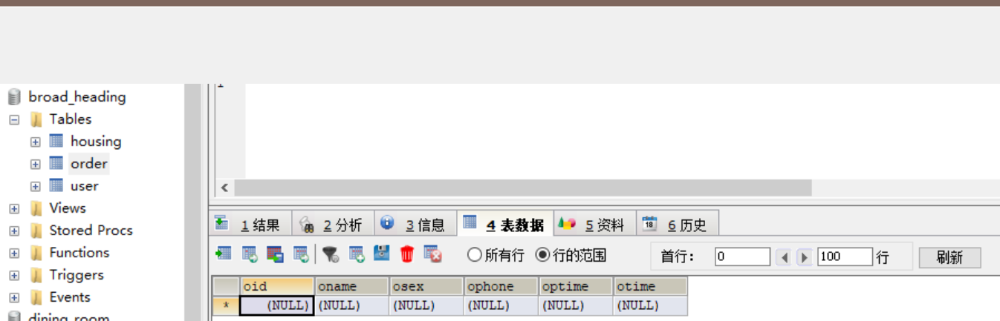 broad_heading
Tables
housing
order
user
Views
Stored Procs
Functions
Triggers
Events
dining_room
1
1 结果 2 分析 3 信息 4 表数据 5 资料 6 历史
所有行 行的范围 首行: 0 100 行 刷新
oid oname osex ophone optime otime
* (NULL) (NULL) (NULL) (NULL) (NULL) (NULL)